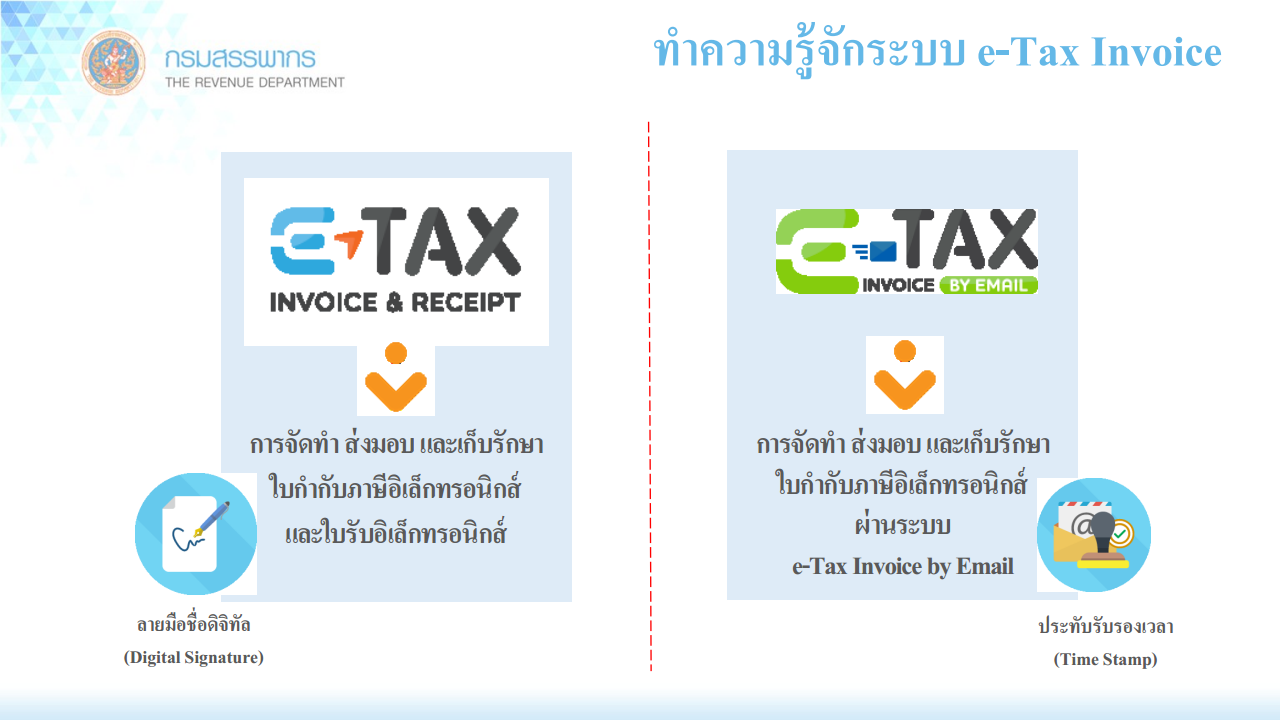 กรมสรรพากร
THE REVENUE DEPARTMENT
ทำความรู้จักระบบ e-Tax Invoice
E-TAX
INVOICE & RECEIPT
การจัดทำ ส่งมอบ และเก็บรักษา
ใบกำกับภาษีอิเล็กทรอนิกส์
และใบรับอิเล็กทรอนิกส์
ลายมือชื่อดิจิทัล
(Digital Signature)
E-TAX
INVOICE BY EMAIL
การจัดทำ ส่งมอบ และเก็บรักษา
ใบกำกับภาษีอิเล็กทรอนิกส์
ผ่านระบบ
e-Tax Invoice by Email
@
ประทับรับรองเวลา
(Time Stamp)